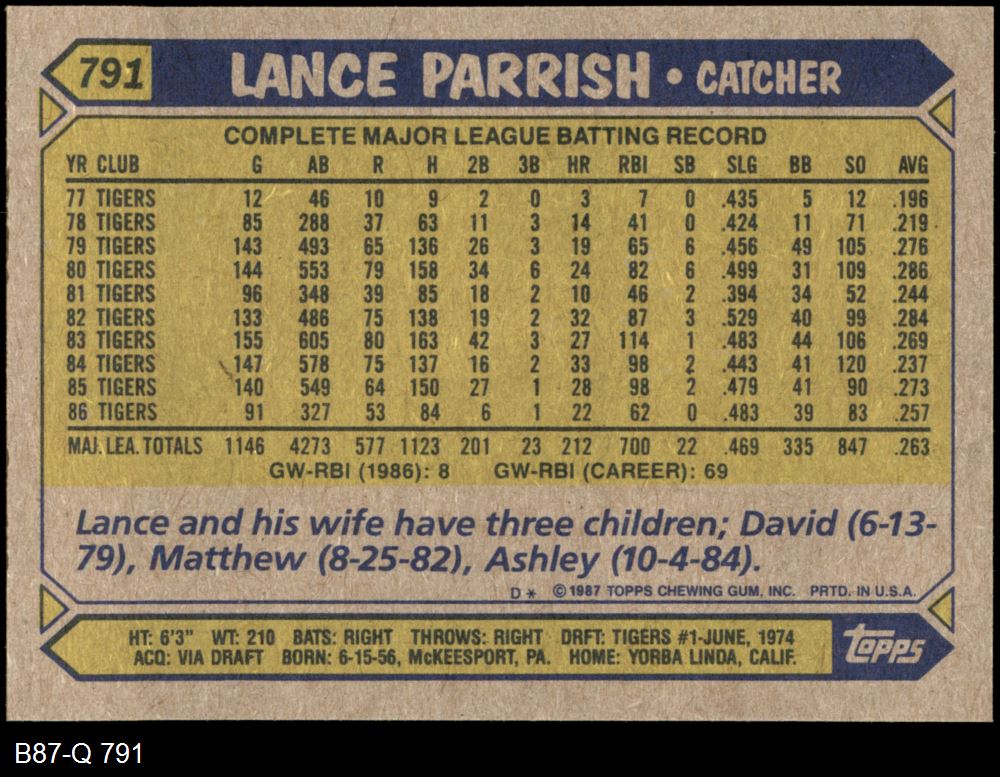 791 LANCE PARRISH • CATCHER
COMPLETE MAJOR LEAGUE BATTING RECORD
YR CLUB G AB R H 2B 3B HR RBI SB SLG BB SO AVG
77 TIGERS 12 46 10 9 2 0 3 7 0 .435 5 12 .196
78 TIGERS 85 288 37 63 11 3 14 41 0 .424 11 71 .219
79 TIGERS 143 493 65 136 26 3 19 65 6 .456 49 105 .276
80 TIGERS 144 553 79 158 34 6 24 82 6 .499 31 109 .286
81 TIGERS 96 348 39 85 18 2 10 46 2 .394 34 52 .244
82 TIGERS 133 486 75 138 19 2 32 87 3 .529 40 99 .284
83 TIGERS 155 605 80 163 42 3 27 114 1 .483 44 106 .269
84 TIGERS 147 578 75 137 16 2 33 98 2 .443 41 120 .237
85 TIGERS 140 549 64 150 27 1 28 98 2 .479 41 90 .273
86 TIGERS 91 327 53 84 6 1 22 62 0 .483 39 83 .257
MAJ. LEA. TOTALS 1146 4273 577 1123 201 23 212 700 22 .469 335 847 .263
GW-RBI (1986): 8 GW-RBI (CAREER): 69
Lance and his wife have three children; David (6-13-
79), Matthew (8-25-82), Ashley (10-4-84).
D* ©1987 TOPPS CHEWING GUM, INC. PRTD. IN U.S.A.
HT: 6'3" WT: 210 BATS: RIGHT THROWS: RIGHT DRFT: TIGERS #1-JUNE, 1974
ACQ: VIA DRAFT BORN: 6-15-56, McKEESPORT, PA. HOME: YORBA LINDA, CALIF.
topps
B87-Q 791